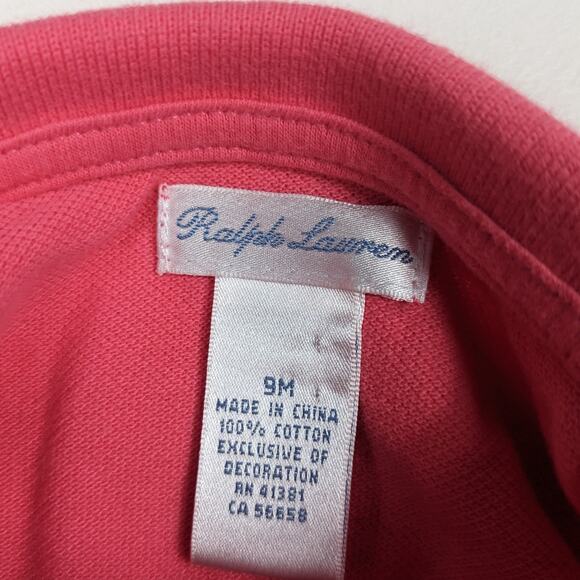 Ralph Lauren
9M
MADE IN CHINA
100% COTTON
EXCLUSIVE OF
DECORATION
RN 41381
CA 56658